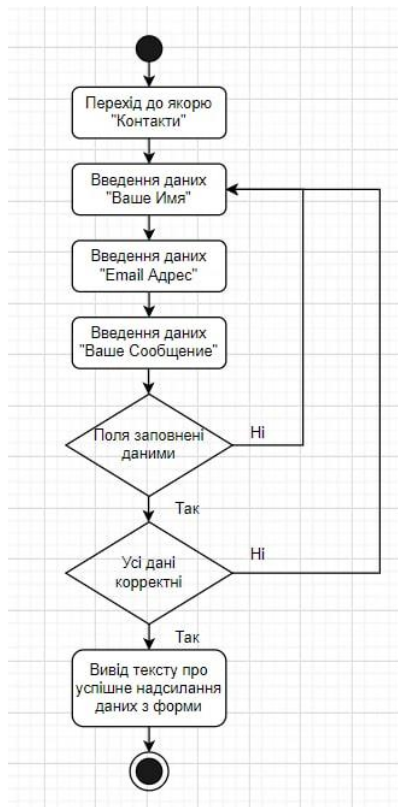 Перехід до якорю
"Контакти"
Введення даних
"Ваше Имя"
Введення даних
"Email Адрес"
Введення даних
"Ваше Сообщение"
Поля заповнені
даними
Ні
Так
Усі дані
корректні
Ні
Так
Вивід тексту про
успішне надсилання
даних з форми